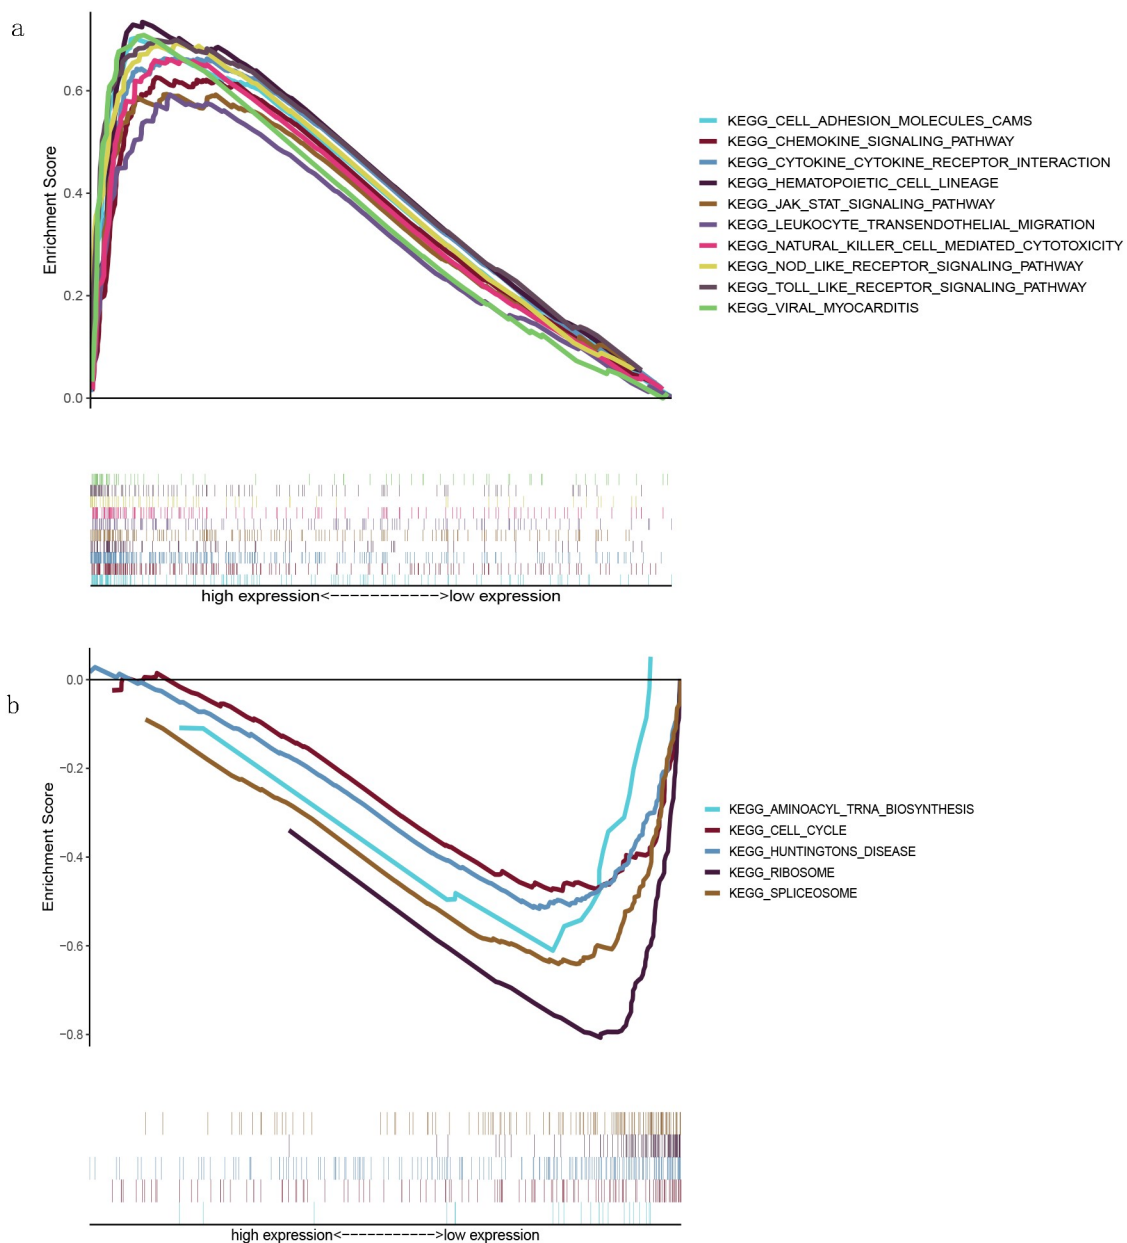 a
Enrichment Score
0.6
0.4
0.2
0.0
KEGG_CELL_ADHESION_MOLECULES_CAMS
KEGG_CHEMOKINE_SIGNALING_PATHWAY
KEGG_CYTOKINE_CYTOKINE_RECEPTOR_INTERACTION
KEGG_HEMATOPOIETIC_CELL_LINEAGE
KEGG_JAK_STAT_SIGNALING_PATHWAY
KEGG_LEUKOCYTE_TRANSENDOTHELIAL_MIGRATION
KEGG_NATURAL_KILLER_CELL_MEDIATED_CYTOTOXICITY
KEGG_NOD_LIKE_RECEPTOR_SIGNALING_PATHWAY
KEGG_TOLL_LIKE_RECEPTOR_SIGNALING_PATHWAY
KEGG_VIRAL_MYOCARDITIS
high expression<----------->low expression
b
Enrichment Score
0.0
−0.2
−0.4
−0.6
−0.8
KEGG_AMINOACYL_TRNA_BIOSYNTHESIS
KEGG_CELL_CYCLE
KEGG_HUNTINGTONS_DISEASE
KEGG_RIBOSOME
KEGG_SPLICEOSOME
high expression<----------->low expression